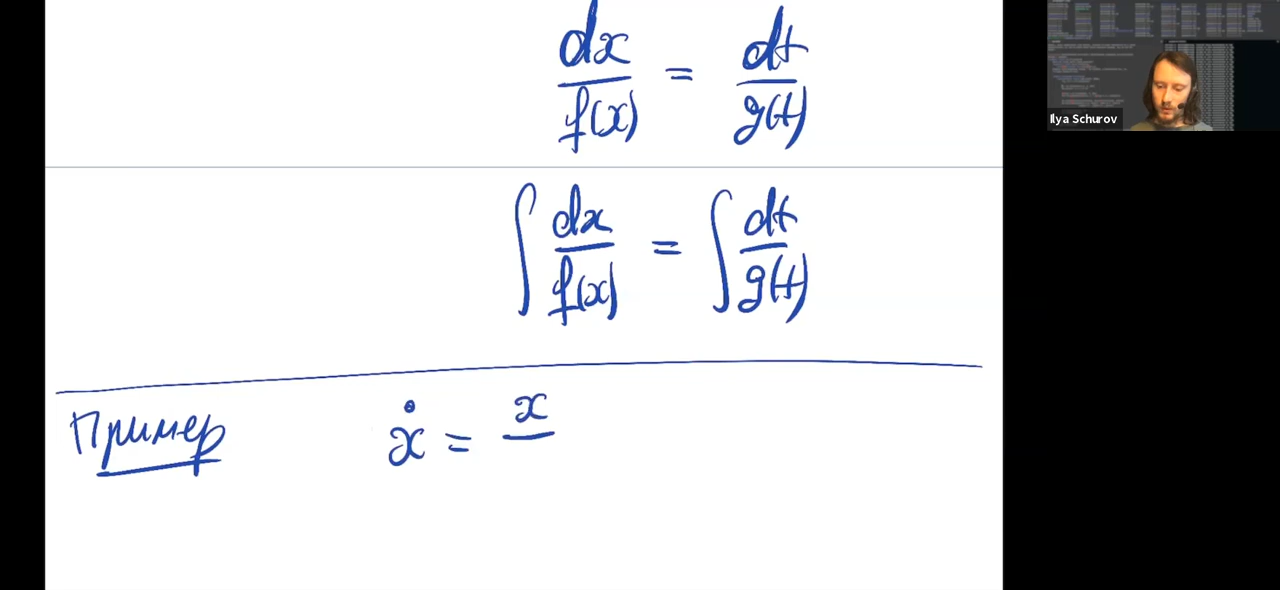 dx/f(x) = dt/g(t)
∫ dx/f(x) = ∫ dt/g(t)
Пример ẋ = x/
Ilya Schurov